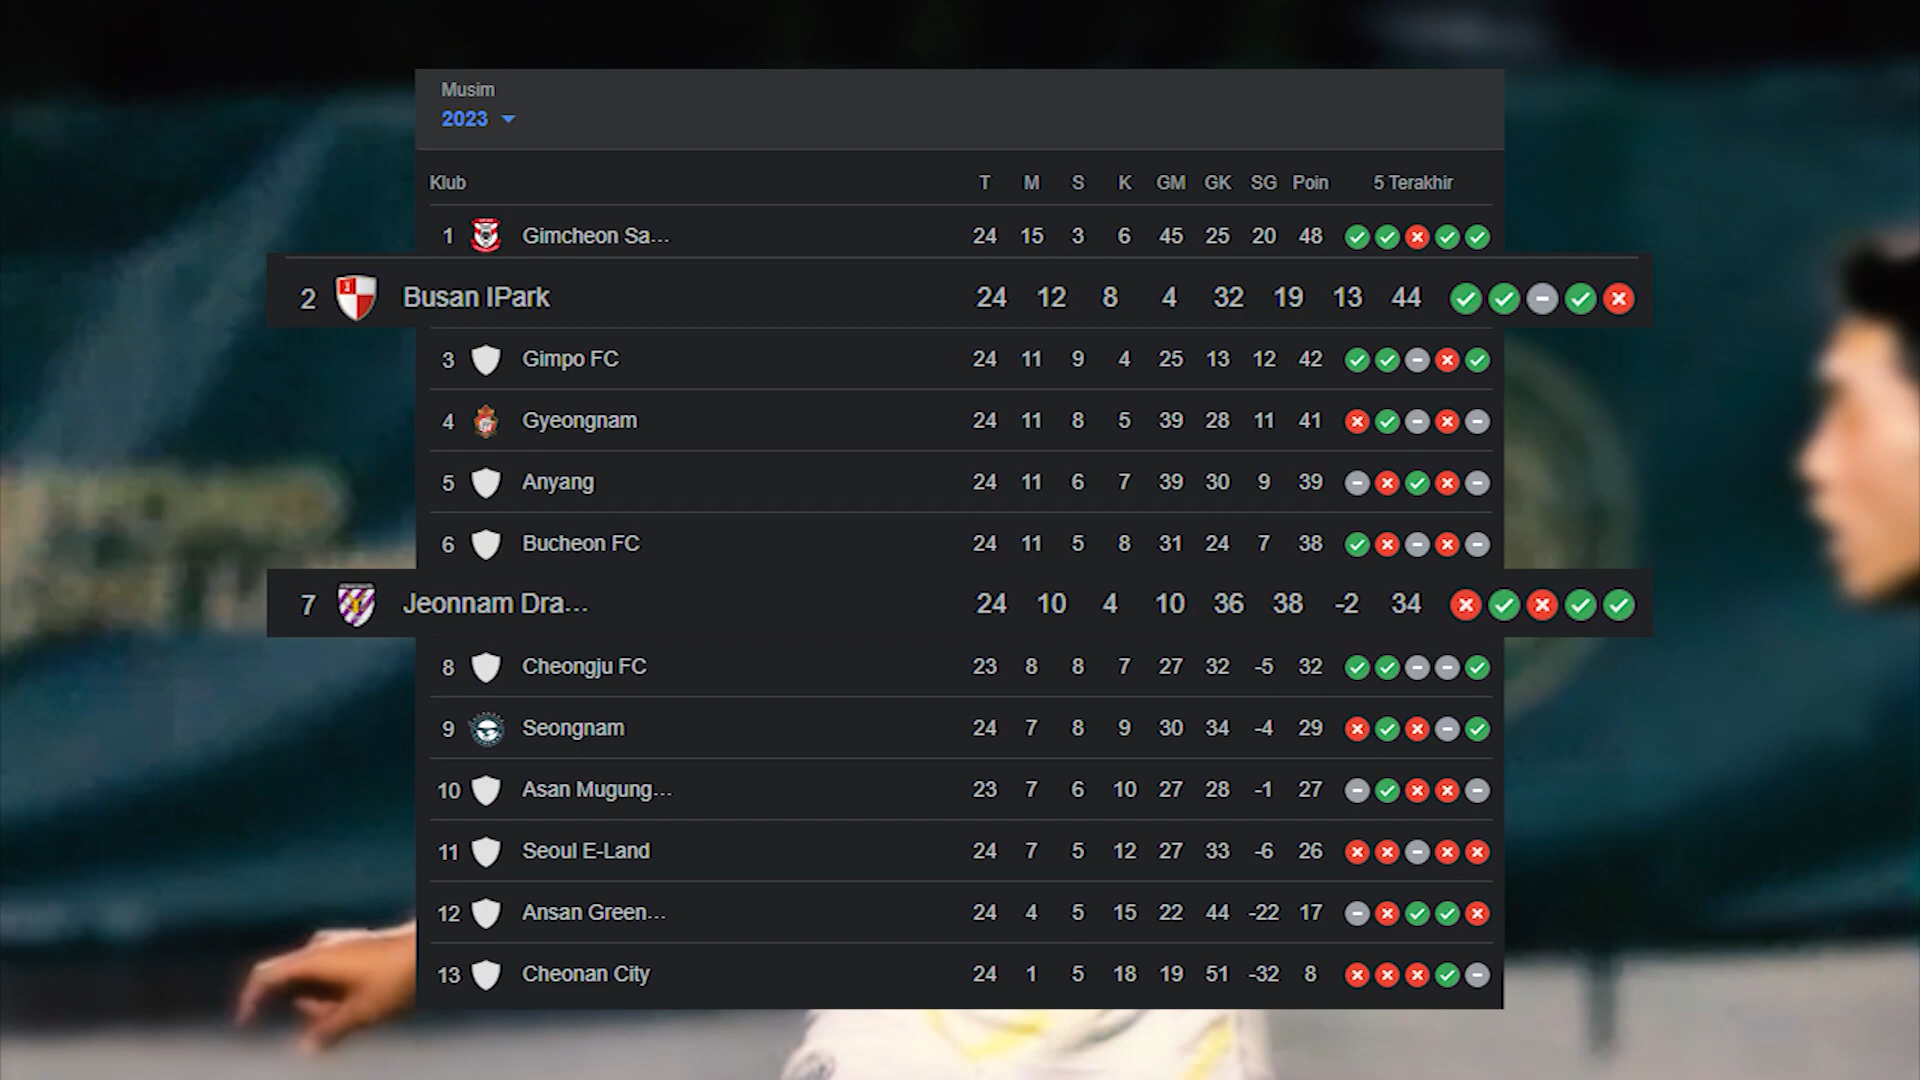 Musim
2023
Klub T M S K GM GK SG Poin 5 Terakhir
1 Gimcheon Sa... 24 15 3 6 45 25 20 48
2 Busan IPark 24 12 8 4 32 19 13 44
3 Gimpo FC 24 11 9 4 25 13 12 42
4 Gyeongnam 24 11 8 5 39 28 11 41
5 Anyang 24 11 6 7 39 30 9 39
6 Bucheon FC 24 11 5 8 31 24 7 38
7 Jeonnam Dra... 24 10 4 10 36 38 -2 34
8 Cheongju FC 23 8 8 7 27 32 -5 32
9 Seongnam 24 7 8 9 30 34 -4 29
10 Asan Mugung... 23 7 6 10 27 28 -1 27
11 Seoul E-Land 24 7 5 12 27 33 -6 26
12 Ansan Green... 24 4 5 15 22 44 -22 17
13 Cheonan City 24 1 5 18 19 51 -32 8